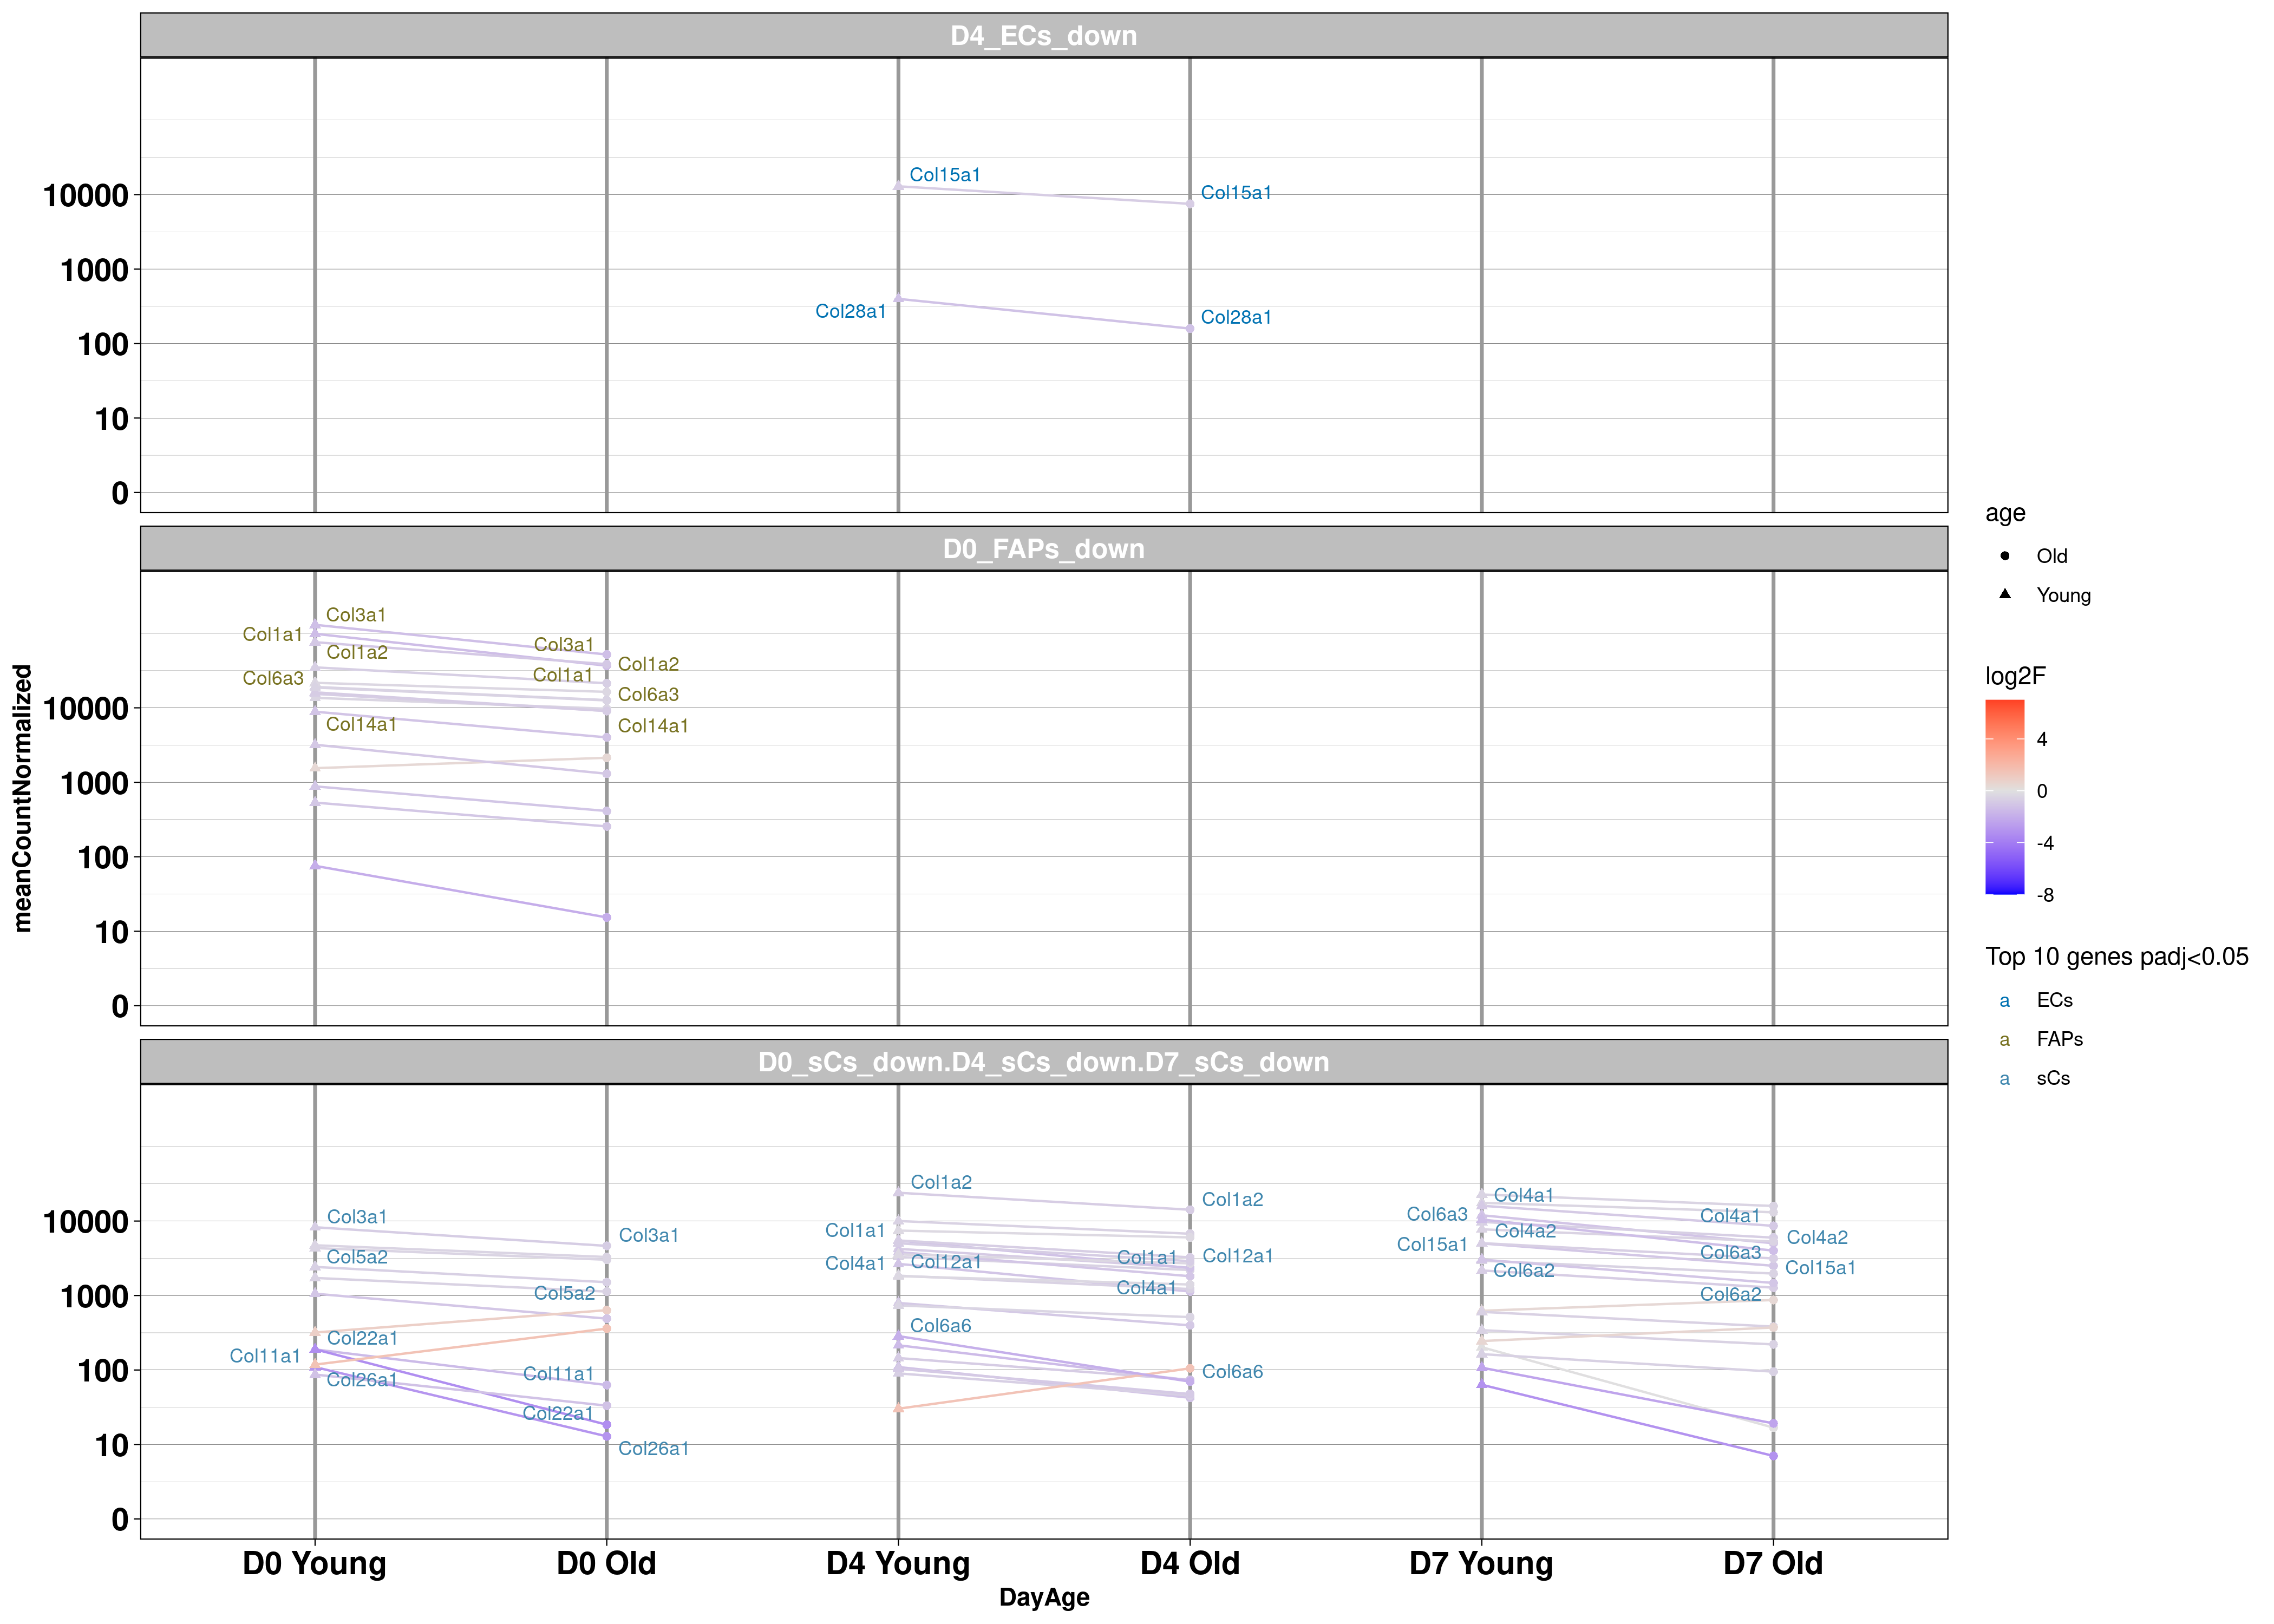 D4_ECs_down
10000
1000
100
10
0
Col15a1
Col15a1
Col28a1
Col28a1
D0_FAPs_down
10000
1000
100
10
0
Col3a1
Col1a1
Col1a2
Col6a3
Col14a1
Col3a1
Col1a2
Col1a1
Col6a3
Col14a1
D0_sCs_down.D4_sCs_down.D7_sCs_down
10000
1000
100
10
0
Col3a1
Col5a2
Col22a1
Col11a1
Col26a1
Col3a1
Col5a2
Col11a1
Col22a1
Col26a1
Col1a2
Col1a1
Col4a1
Col12a1
Col6a6
Col1a2
Col1a1
Col12a1
Col4a1
Col6a6
Col4a1
Col6a3
Col4a2
Col15a1
Col6a2
Col4a1
Col4a2
Col6a3
Col15a1
Col6a2
D0 Young
D0 Old
D4 Young
D4 Old
D7 Young
D7 Old
DayAge
meanCountNormalized
age
Old
Young
log2F
4
0
-4
-8
Top 10 genes padj<0.05
a ECs
a FAPs
a sCs